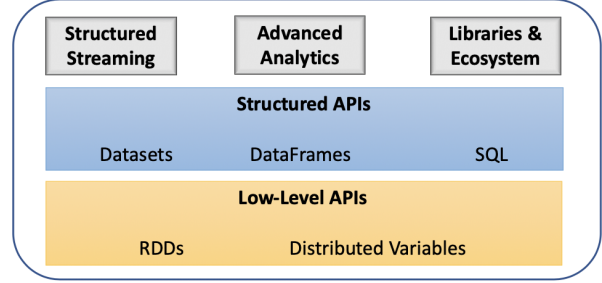 Structured
Streaming
Advanced
Analytics
Libraries &
Ecosystem
Structured APIs
Datasets DataFrames SQL
Low-Level APIs
RDDs Distributed Variables